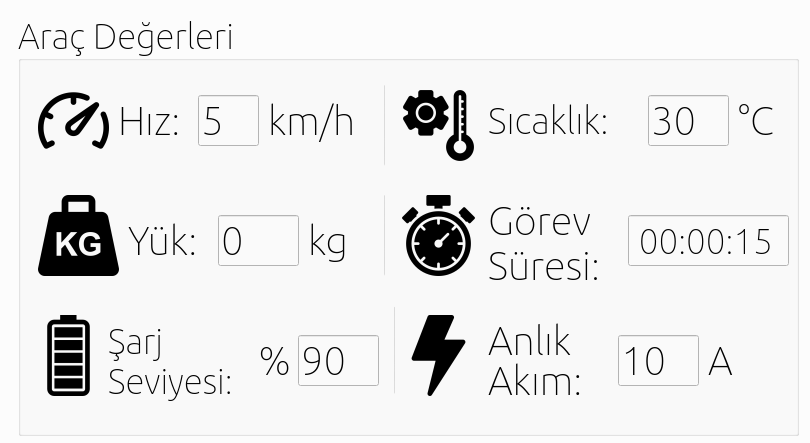 Araç Değerleri
Hız: 5 km/h
Sıcaklık: 30 °C
KG Yük: 0 kg
Görev
Süresi: 00:00:15
Şarj
Seviyesi: % 90
Anlık
Akım: 10 A